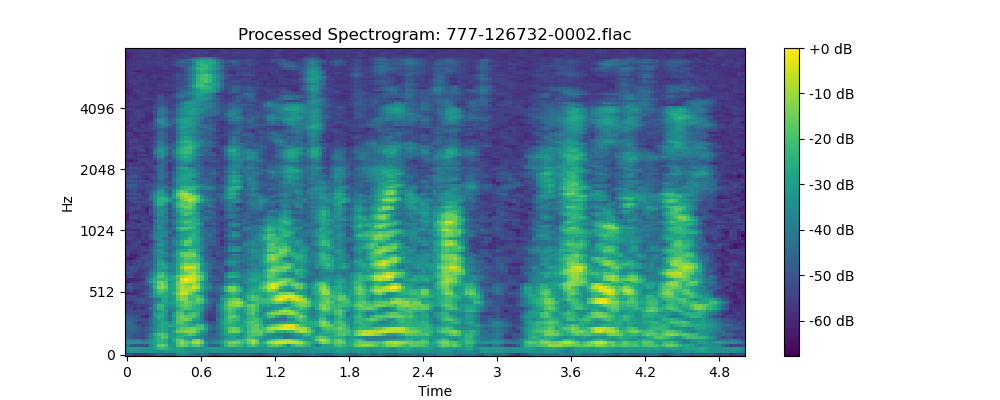 Processed Spectrogram: 777-126732-0002.flac
Hz
4096
2048
1024
512
0
0 0.6 1.2 1.8 2.4 3 3.6 4.2 4.8
Time
+0 dB
-10 dB
-20 dB
-30 dB
-40 dB
-50 dB
-60 dB